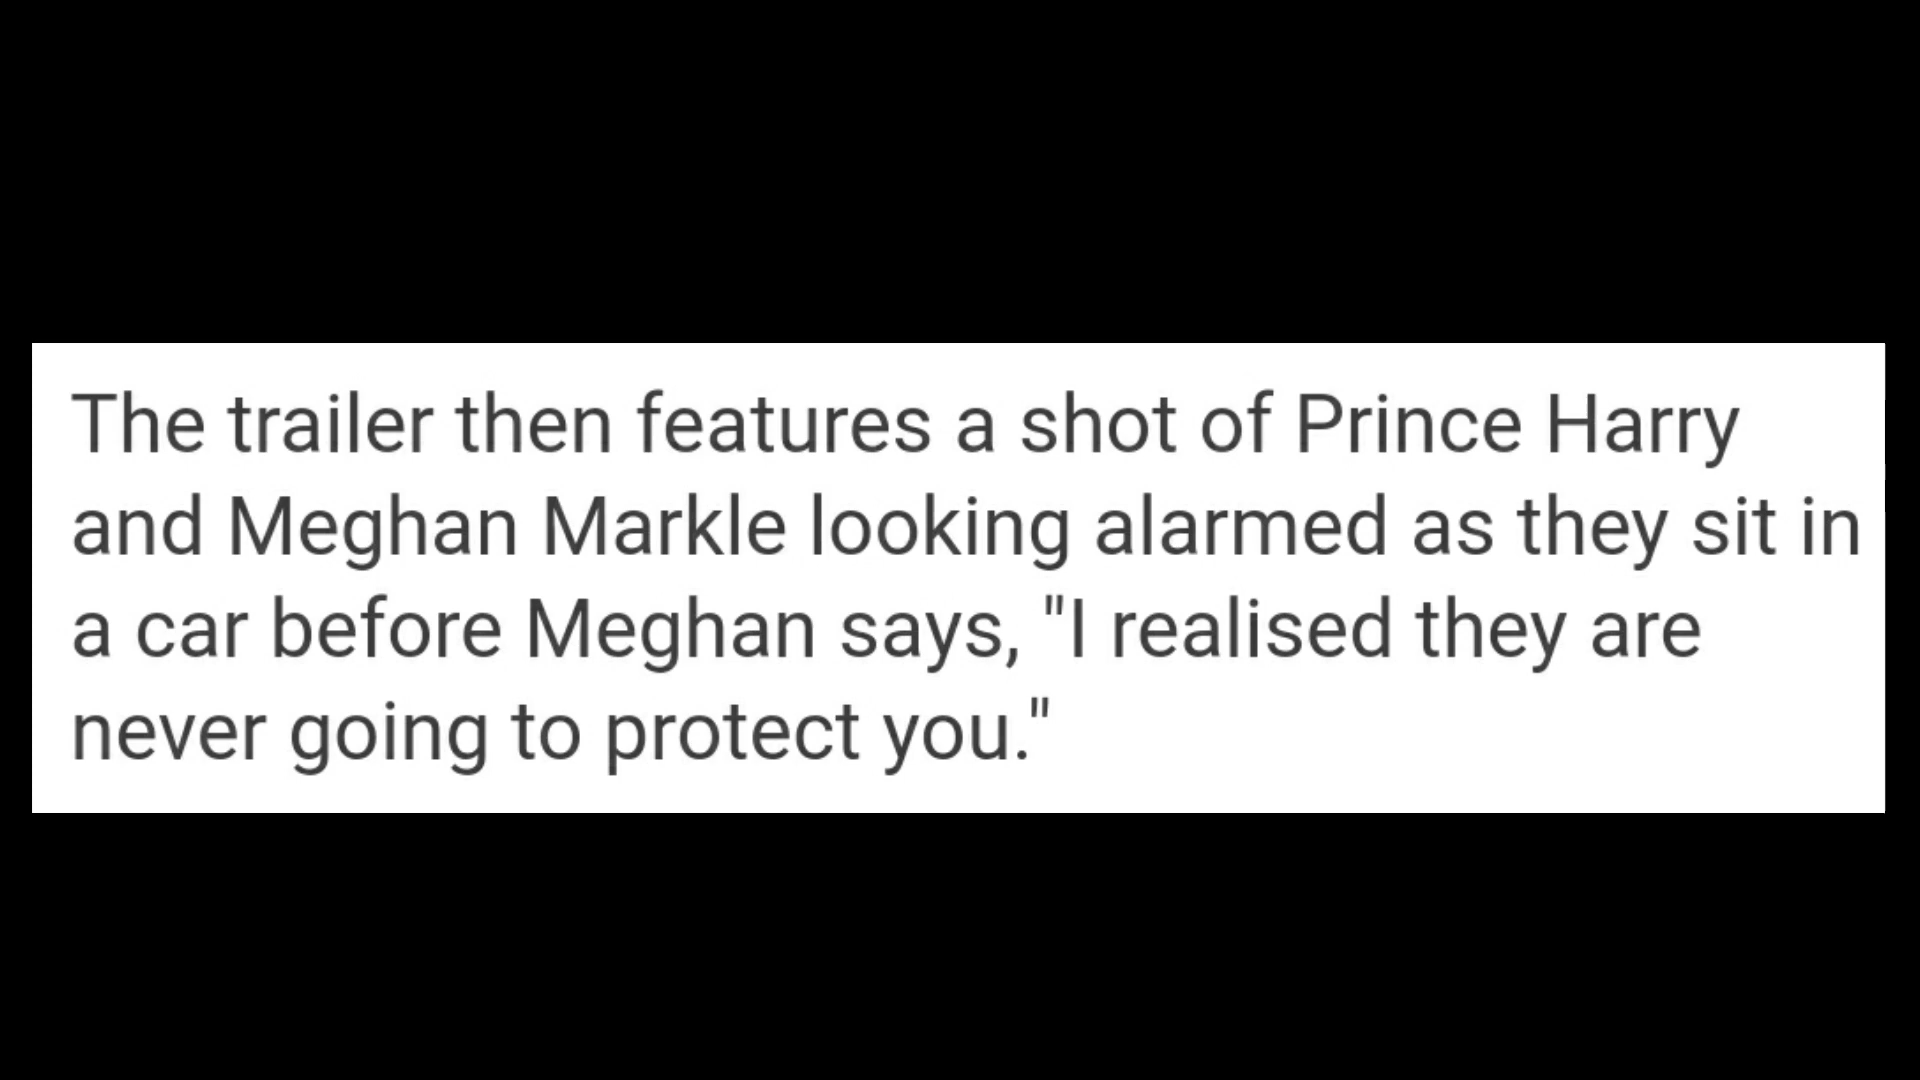 The trailer then features a shot of Prince Harry
and Meghan Markle looking alarmed as they sit in
a car before Meghan says, "I realised they are
never going to protect you."